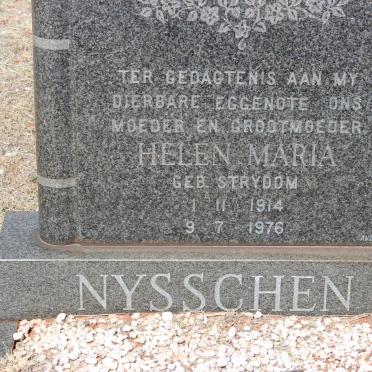 TER GEDAGTENIS AAN MY
DIERBARE EGGENOTE ONS
MOEDER EN GROOTMOEDER
HELEN MARIA
GEB STRYDOM
1 11 1914
9 7 1976
NYSSCHEN